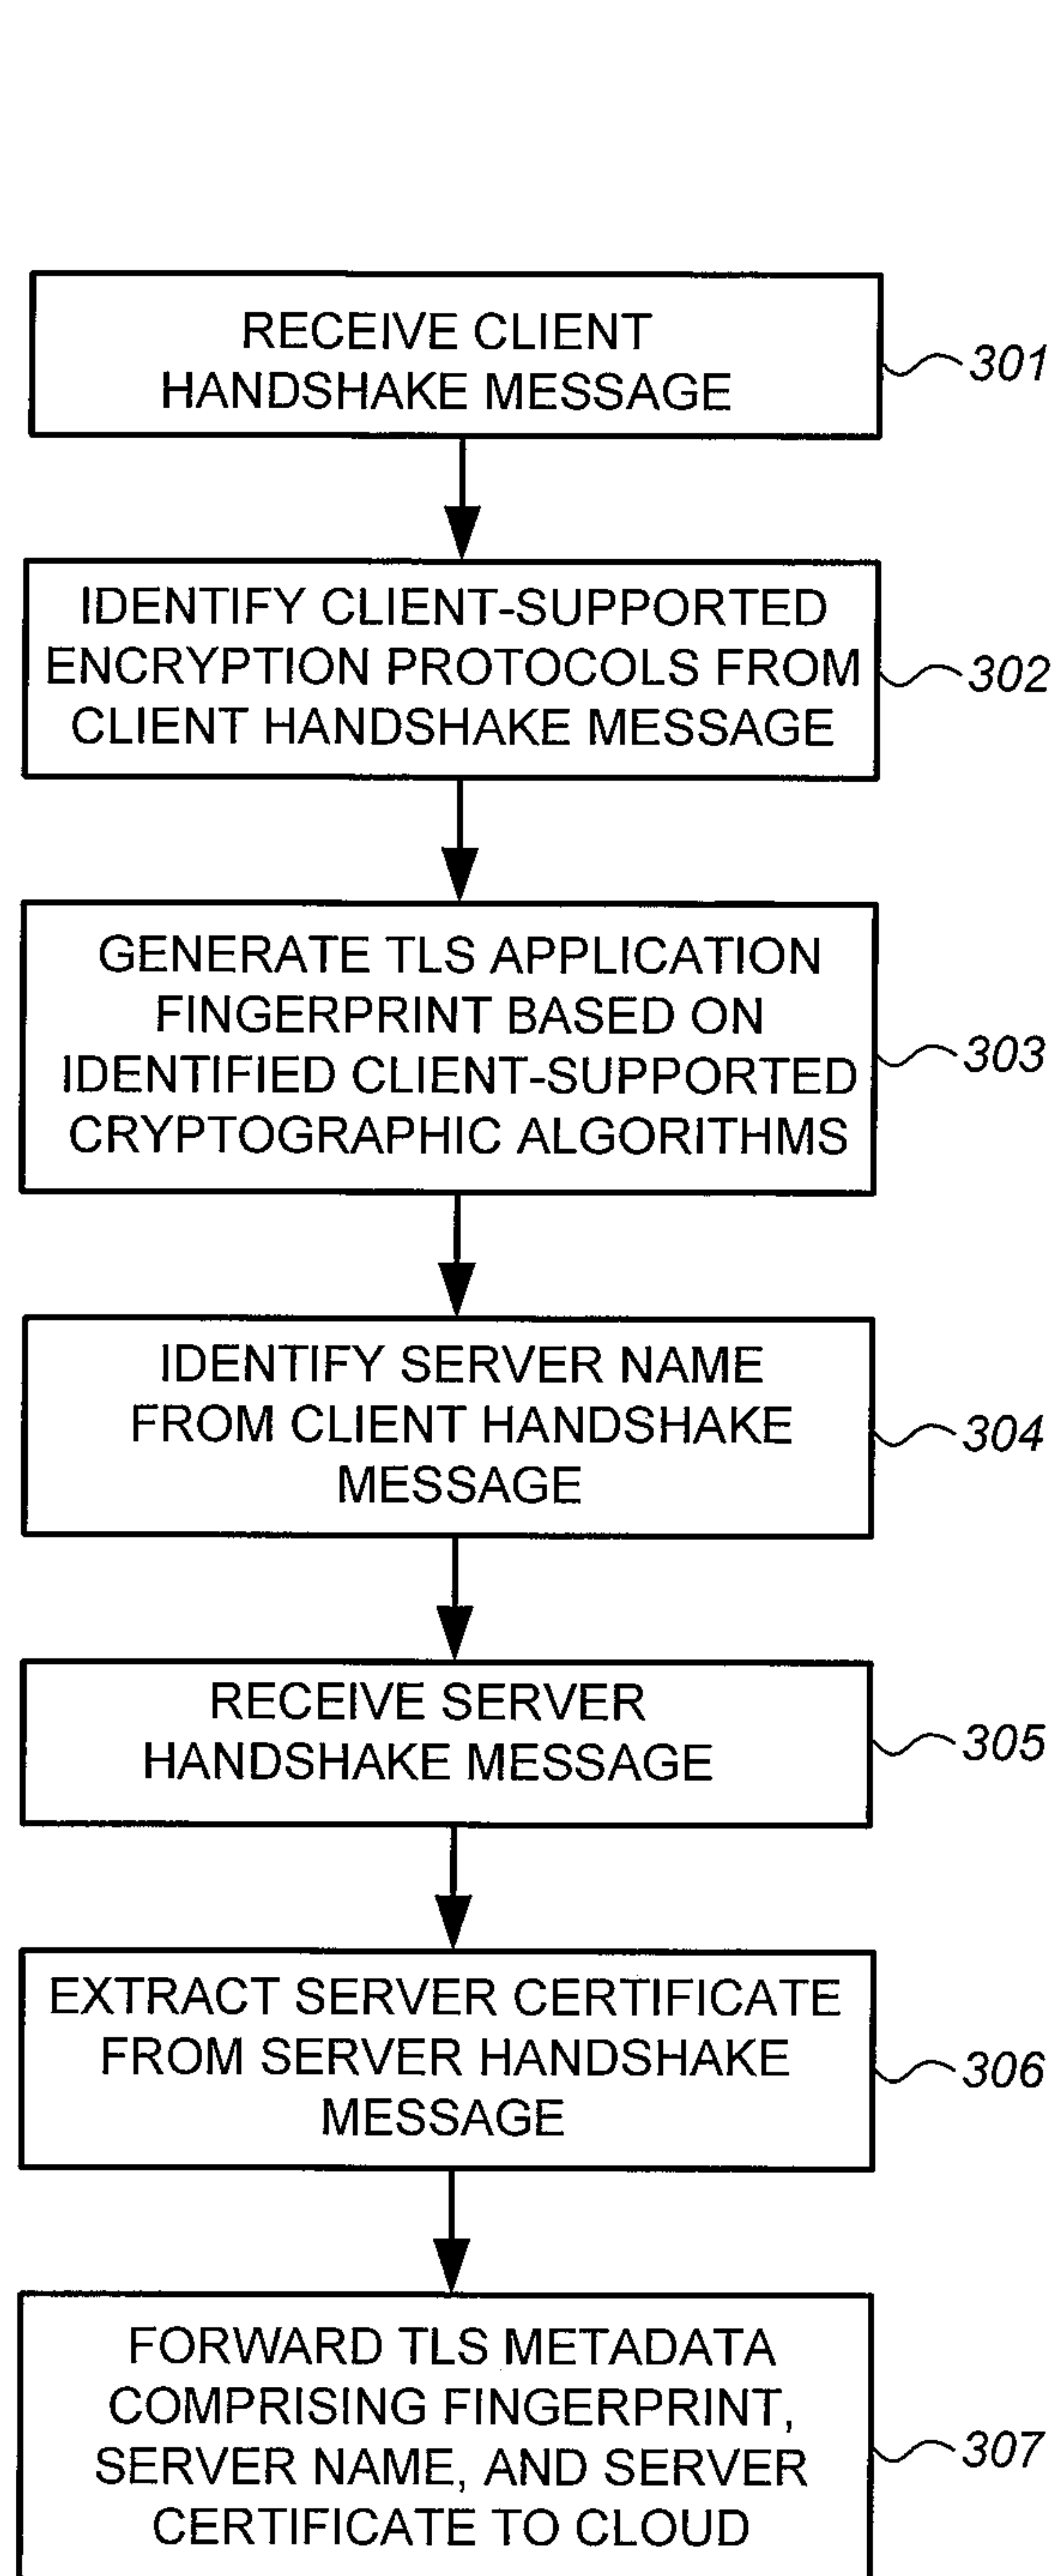 RECEIVE CLIENT
HANDSHAKE MESSAGE
301
IDENTIFY CLIENT-SUPPORTED
ENCRYPTION PROTOCOLS FROM
CLIENT HANDSHAKE MESSAGE
302
GENERATE TLS APPLICATION
FINGERPRINT BASED ON
IDENTIFIED CLIENT-SUPPORTED
CRYPTOGRAPHIC ALGORITHMS
303
IDENTIFY SERVER NAME
FROM CLIENT HANDSHAKE
MESSAGE
304
RECEIVE SERVER
HANDSHAKE MESSAGE
305
EXTRACT SERVER CERTIFICATE
FROM SERVER HANDSHAKE
MESSAGE
306
FORWARD TLS METADATA
COMPRISING FINGERPRINT,
SERVER NAME, AND SERVER
CERTIFICATE TO CLOUD
307